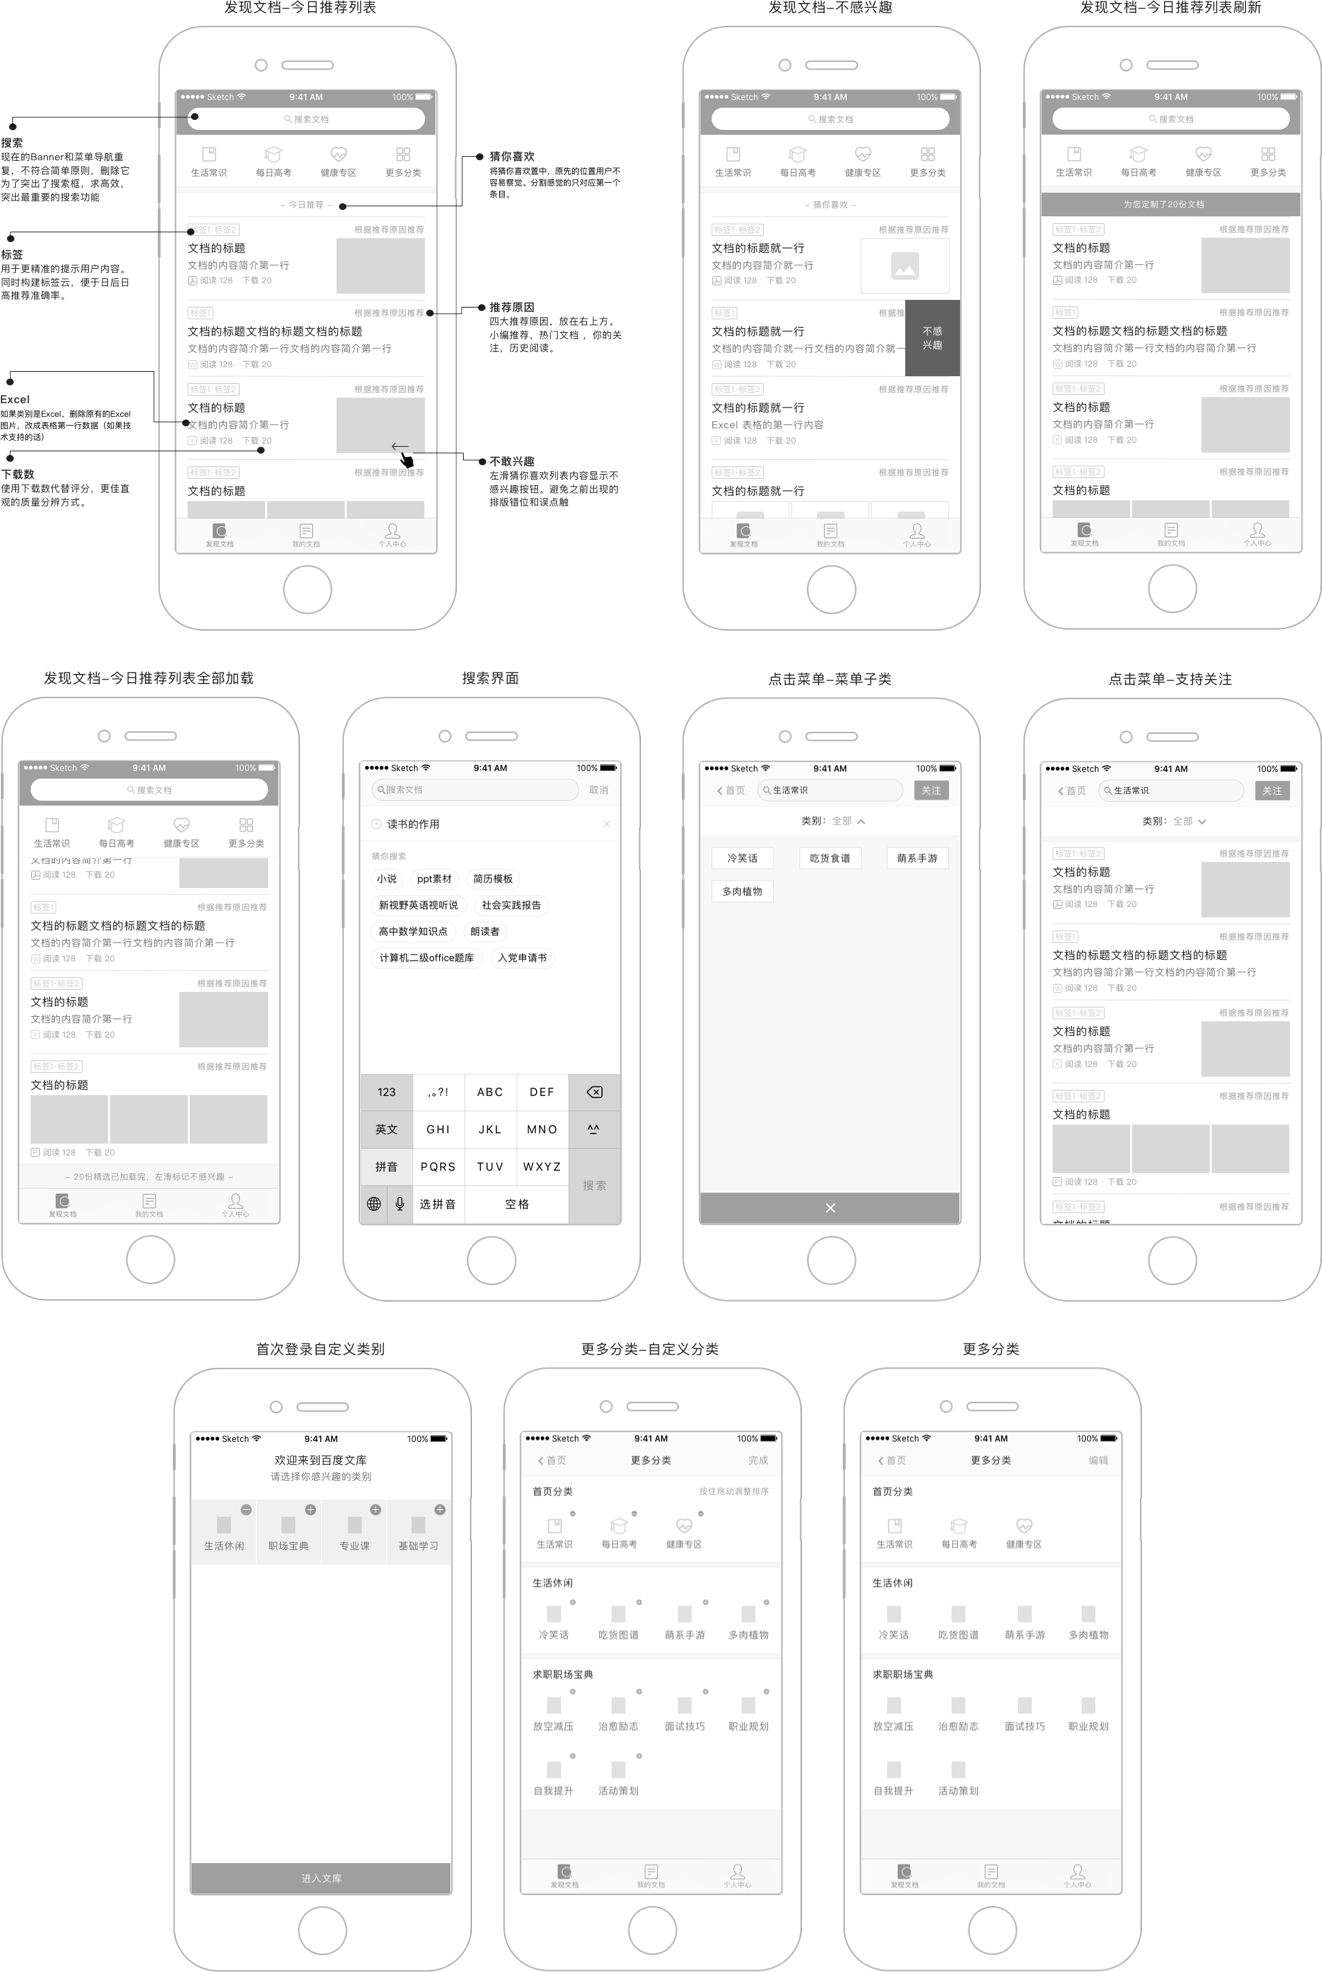 发现文档–今日推荐列表
●●●●● Sketch 9:41 AM 100%
搜索文档
生活常识 每日高考 健康专区 更多分类
– 今日推荐 –
标签1·标签2 根据推荐原因推荐
文档的标题
文档的内容简介第一行
阅读 128 · 下载 20
标签1 根据推荐原因推荐
文档的标题文档的标题文档的标题
文档的内容简介第一行文档的内容简介第一行
阅读 128 · 下载 20
标签1·标签2 根据推荐原因推荐
文档的标题
文档的内容简介第一行
阅读 128 · 下载 20
标签1·标签2 根据推荐原因推荐
文档的标题
发现文档 我的文档 个人中心
搜索
现在的Banner和菜单导航重
复，不符合简单原则，删除它
为了突出了搜索框，求高效，
突出最重要的搜索功能
标签
用于更精准的提示用户内容。
同时构建标签云，便于日后日
高推荐准确率。
Excel
如果类别是Excel，删除原有的Excel
图片，改成表格第一行数据（如果技
术支持的话）
下载数
使用下载数代替评分，更佳直
观的质量分辨方式。
猜你喜欢
将猜你喜欢置中，原先的位置用户不
容易察觉。分割感觉的只对应第一个
条目。
推荐原因
四大推荐原因，放在右上方。
小编推荐，热门文档 ，你的关
注，历史阅读。
不敢兴趣
左滑猜你喜欢列表内容显示不
感兴趣按钮。避免之前出现的
排版错位和误点触
发现文档–不感兴趣
●●●●● Sketch 9:41 AM 100%
搜索文档
生活常识 每日高考 健康专区 更多分类
– 猜你喜欢 –
标签1·标签2 根据推荐原因推荐
文档的标题就一行
文档的内容简介就一行
阅读 128 · 下载 20
标签1 根据推
文档的标题就一行
文档的内容简介就一行文档的内容简介就一
阅读 128 · 下载 20
不感
兴趣
标签1·标签2 根据推荐原因推荐
文档的标题就一行
Excel 表格的第一行内容
阅读 128 · 下载 20
标签1·标签2 根据推荐原因推荐
文档的标题就一行
发现文档 我的文档 个人中心
发现文档–今日推荐列表刷新
●●●●● Sketch 9:41 AM 100%
搜索文档
生活常识 每日高考 健康专区 更多分类
为您定制了20份文档
标签1·标签2 根据推荐原因推荐
文档的标题
文档的内容简介第一行
阅读 128 · 下载 20
标签1 根据推荐原因推荐
文档的标题文档的标题文档的标题
文档的内容简介第一行文档的内容简介第一行
阅读 128 · 下载 20
标签1·标签2 根据推荐原因推荐
文档的标题
文档的内容简介第一行
阅读 128 · 下载 20
标签1·标签2 根据推荐原因推荐
文档的标题
发现文档 我的文档 个人中心
发现文档–今日推荐列表全部加载
●●●●● Sketch 9:41 AM 100%
搜索文档
生活常识 每日高考 健康专区 更多分类
文档的内容简介第一行
阅读 128 · 下载 20
标签1 根据推荐原因推荐
文档的标题文档的标题文档的标题
文档的内容简介第一行文档的内容简介第一行
阅读 128 · 下载 20
标签1·标签2 根据推荐原因推荐
文档的标题
文档的内容简介第一行
阅读 128 · 下载 20
标签1·标签2 根据推荐原因推荐
文档的标题
阅读 128 · 下载 20
– 20份精选已加载完，左滑标记不感兴趣 –
发现文档 我的文档 个人中心
搜索界面
●●●●● Sketch 9:41 AM 100%
搜索文档 取消
读书的作用 ×
猜你搜索
小说 ppt素材 简历模板
新视野英语视听说 社会实践报告
高中数学知识点 朗读者
计算机二级office题库 入党申请书
123 ,。?! ABC DEF
英文 GHI JKL MNO ^^
拼音 PQRS TUV WXYZ
选拼音 空格 搜索
点击菜单–菜单子类
●●●●● Sketch 9:41 AM 100%
首页 生活常识 关注
类别： 全部
冷笑话 吃货食谱 萌系手游
多肉植物
×
点击菜单–支持关注
●●●●● Sketch 9:41 AM 100%
首页 生活常识 关注
类别： 全部
标签1·标签2 根据推荐原因推荐
文档的标题
文档的内容简介第一行
阅读 128 · 下载 20
标签1 根据推荐原因推荐
文档的标题文档的标题文档的标题
文档的内容简介第一行文档的内容简介第一行
阅读 128 · 下载 20
标签1·标签2 根据推荐原因推荐
文档的标题
文档的内容简介第一行
阅读 128 · 下载 20
标签1·标签2 根据推荐原因推荐
文档的标题
阅读 128 · 下载 20
标签1·标签2 根据推荐原因推荐
文档的标题
首次登录自定义类别
●●●●● Sketch 9:41 AM 100%
欢迎来到百度文库
请选择你感兴趣的类别
生活休闲 职场宝典 专业课 基础学习
进入文库
更多分类–自定义分类
●●●●● Sketch 9:41 AM 100%
首页 更多分类 完成
首页分类 按住拖动调整排序
生活常识 每日高考 健康专区
生活休闲
冷笑话 吃货图谱 萌系手游 多肉植物
求职职场宝典
放空减压 治愈励志 面试技巧 职业规划
自我提升 活动策划
发现文档 我的文档 个人中心
更多分类
●●●●● Sketch 9:41 AM 100%
首页 更多分类 编辑
首页分类
生活常识 每日高考 健康专区
生活休闲
冷笑话 吃货图谱 萌系手游 多肉植物
求职职场宝典
放空减压 治愈励志 面试技巧 职业规划
自我提升 活动策划
发现文档 我的文档 个人中心